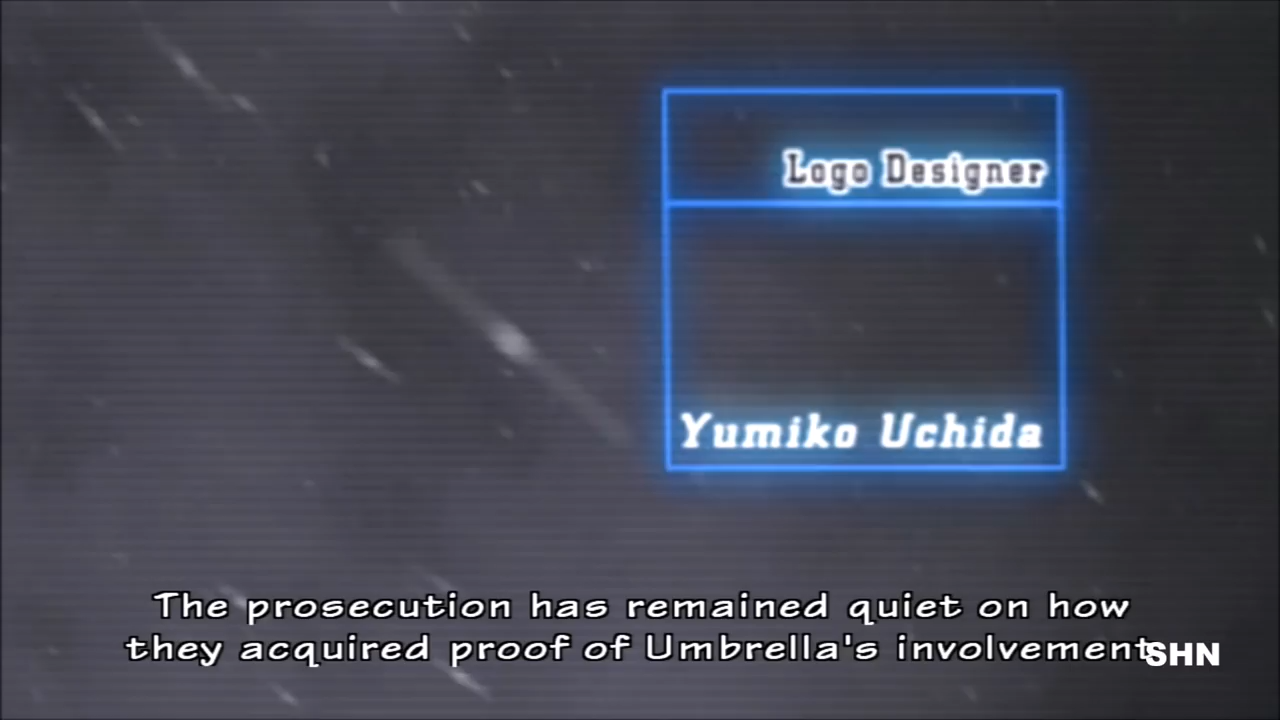 Logo Designer
Yumiko Uchida
The prosecution has remained quiet on how
they acquired proof of Umbrella's involvement.
SHN